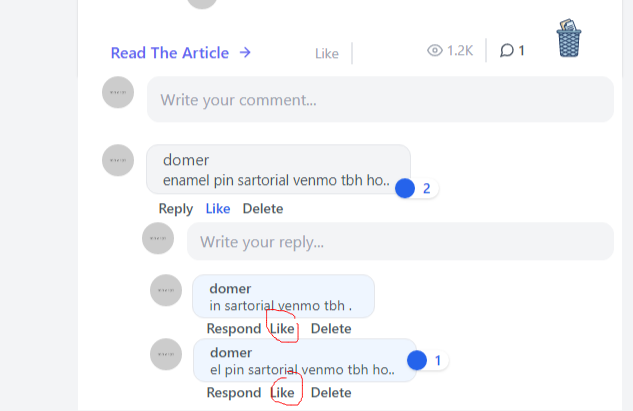 Read The Article → Like 1.2K 1
Write your comment...
domer
enamel pin sartorial venmo tbh ho..
2
Reply Like Delete
Write your reply...
domer
in sartorial venmo tbh .
Respond Like Delete
domer
el pin sartorial venmo tbh ho..
1
Respond Like Delete